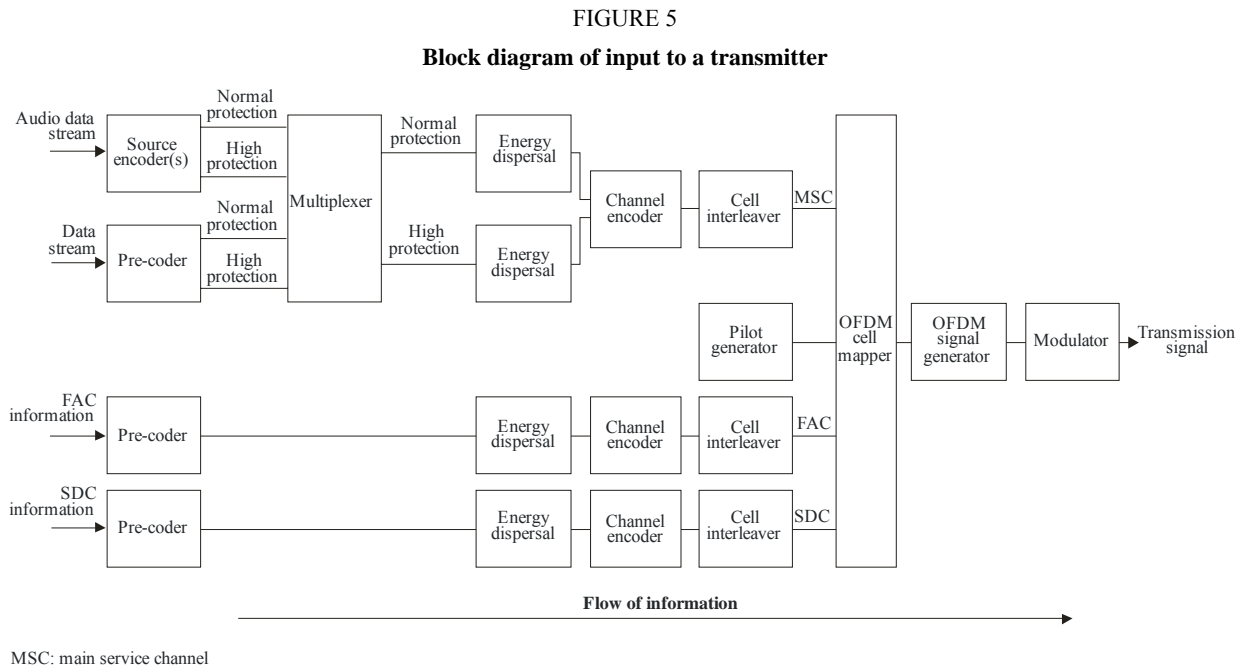 FIGURE 5
Block diagram of input to a transmitter
Audio data
stream
Source
encoder(s)
Normal
protection
High
protection
Data
stream
Pre-coder
Normal
protection
High
protection
Multiplexer
Normal
protection
High
protection
Energy
dispersal
Energy
dispersal
Channel
encoder
Cell
interleaver
MSC
Pilot
generator
OFDM
cell
mapper
OFDM
signal
generator
Modulator
Transmission
signal
FAC
information
Pre-coder
Energy
dispersal
Channel
encoder
Cell
interleaver
FAC
SDC
information
Pre-coder
Energy
dispersal
Channel
encoder
Cell
interleaver
SDC
Flow of information
MSC: main service channel